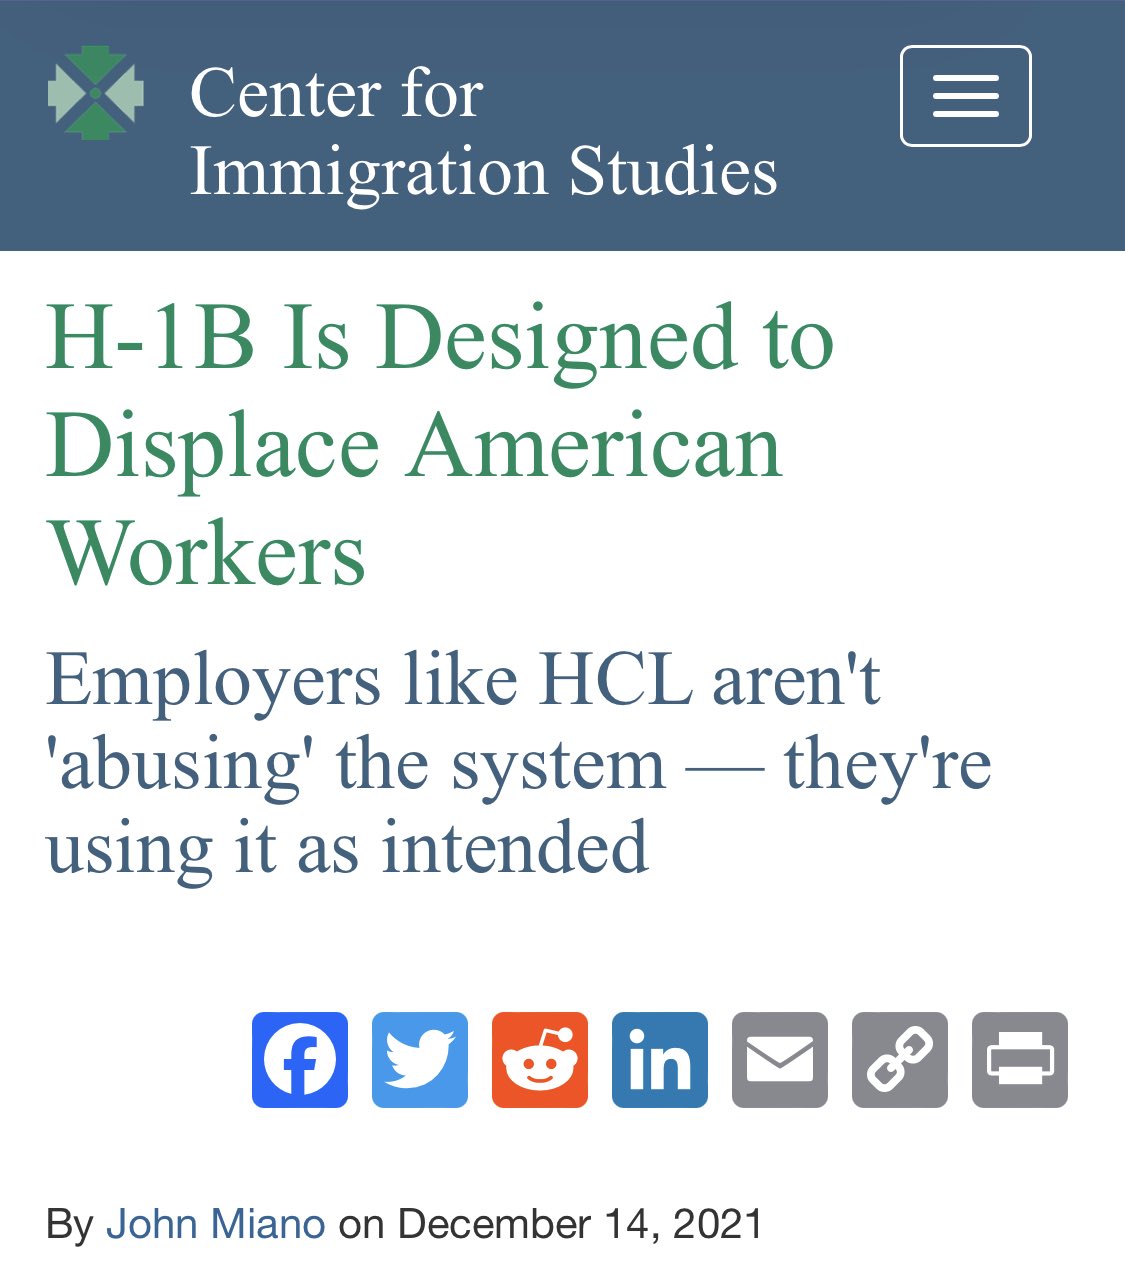 Center for
Immigration Studies
H-1B Is Designed to
Displace American
Workers
Employers like HCL aren't
'abusing' the system — they're
using it as intended
in
By John Miano on December 14, 2021